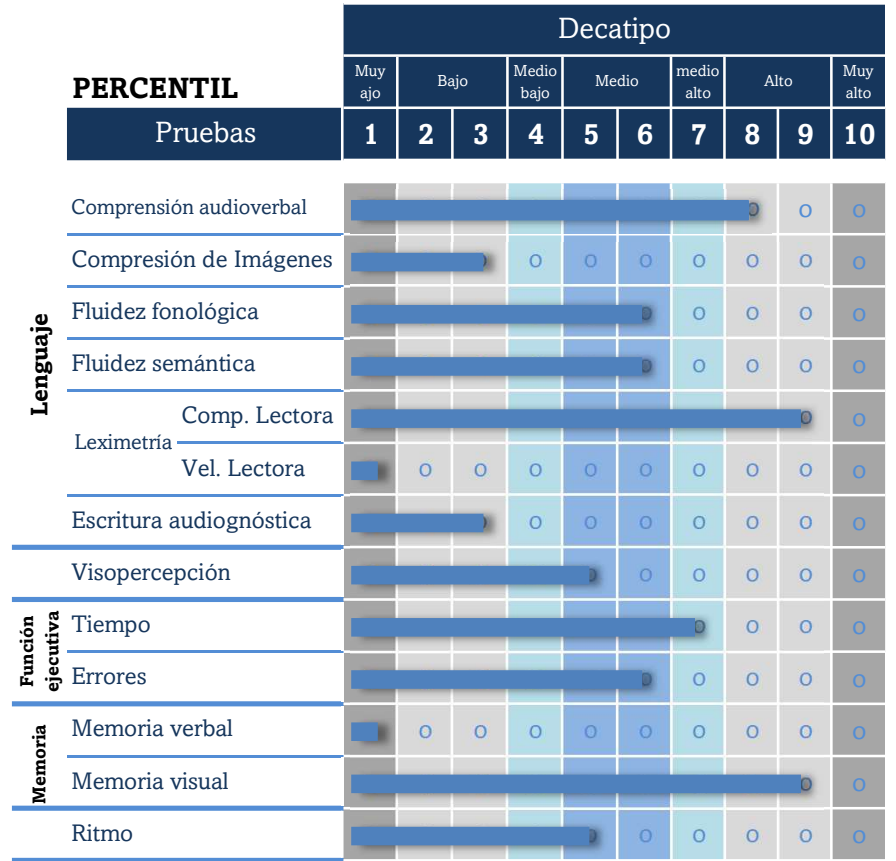 Decatipo
PERCENTIL
Muy
ajo
Bajo
Medio
bajo
Medio
medio
alto
Alto
Muy
alto
Pruebas 1 2 3 4 5 6 7 8 9 10
Lenguaje
Comprensión audioverbal o o o
Compresión de Imágenes o o o o o o o o
Fluidez fonológica o o o o o
Fluidez semántica o o o o o
Leximetría
Comp. Lectora o o
Vel. Lectora o o o o o o o o o
Escritura audiognóstica o o o o o o o o
Visopercepción o o o o o o
Función
ejecutiva
Tiempo o o o o
Errores o o o o o
Memoria
Memoria verbal o o o o o o o o o
Memoria visual o o
Ritmo o o o o o o